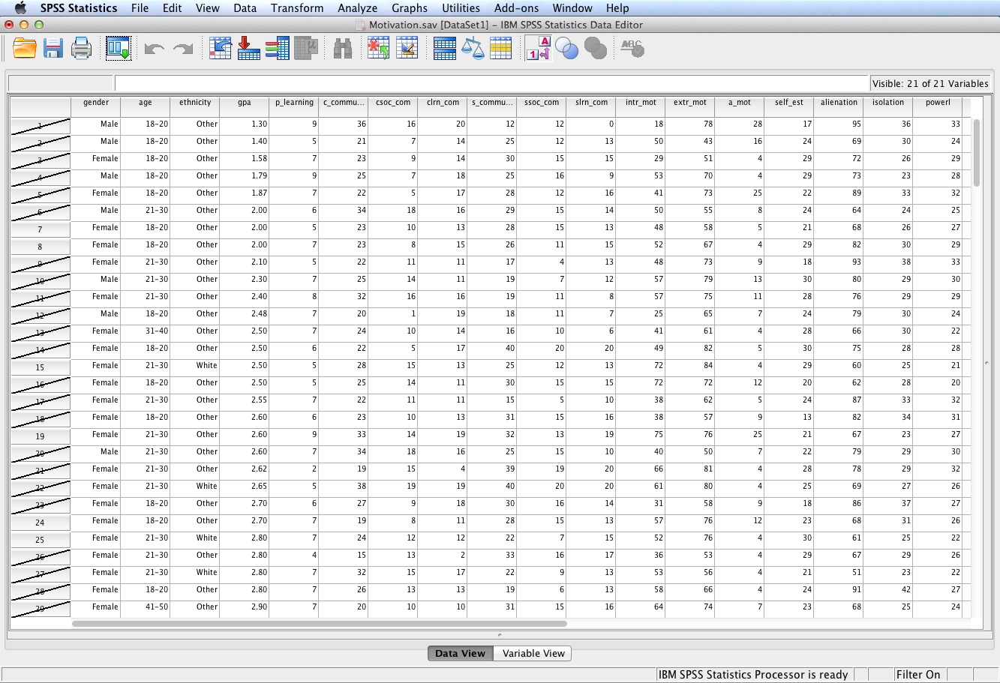 SPSS Statistics File Edit View Data Transform Analyze Graphs Utilities Add-ons Window Help
Motivation.sav [DataSet1] – IBM SPSS Statistics Data Editor
Visible: 21 of 21 Variables
gender age ethnicity gpa p_learning c_commu... csoc_com clrn_com s_commu... ssoc_com slrn_com intr_mot extr_mot a_mot self_est alienation isolation powerl
1 Male 18-20 Other 1.30 9 36 16 20 12 12 0 18 78 28 17 95 36 33
2 Male 18-20 Other 1.40 5 21 7 14 25 12 13 50 43 16 24 69 30 24
3 Female 18-20 Other 1.58 7 23 9 14 30 15 15 29 51 4 29 72 26 29
4 Male 18-20 Other 1.79 9 25 7 18 25 16 9 53 70 4 29 73 23 28
5 Female 18-20 Other 1.87 7 22 5 17 28 12 16 41 73 25 22 89 33 32
6 Male 21-30 Other 2.00 6 34 18 16 29 15 14 50 55 8 24 64 24 25
7 Female 18-20 Other 2.00 5 23 10 13 28 15 13 48 58 5 21 68 26 27
8 Female 18-20 Other 2.00 7 23 8 15 26 11 15 52 67 4 29 82 30 29
9 Female 21-30 Other 2.10 5 22 11 11 17 4 13 48 73 9 18 93 38 33
10 Male 21-30 Other 2.30 7 25 14 11 19 7 12 57 79 13 30 80 29 30
11 Female 21-30 Other 2.40 8 32 16 16 19 11 8 57 75 11 28 76 29 29
12 Male 18-20 Other 2.48 7 20 1 19 18 11 7 25 65 7 24 79 30 24
13 Female 31-40 Other 2.50 7 24 10 14 16 10 6 41 61 4 28 66 30 22
14 Female 18-20 Other 2.50 6 22 5 17 40 20 20 49 82 5 30 75 28 28
15 Female 21-30 White 2.50 5 28 15 13 25 12 13 72 84 4 29 60 25 21
16 Female 18-20 Other 2.50 5 25 14 11 30 15 15 72 72 12 20 62 28 20
17 Female 21-30 Other 2.55 7 22 11 11 15 5 10 38 62 5 24 87 33 32
18 Female 18-20 Other 2.60 6 23 10 13 31 15 16 38 57 9 13 82 34 31
19 Female 21-30 Other 2.60 9 33 14 19 32 13 19 75 76 25 21 67 23 27
20 Male 21-30 Other 2.60 7 34 18 16 25 15 10 40 50 7 22 79 29 30
21 Female 21-30 Other 2.62 2 19 15 4 39 19 20 66 81 4 28 78 29 32
22 Female 21-30 White 2.65 5 38 19 19 40 20 20 61 80 4 25 69 27 26
23 Female 18-20 Other 2.70 6 27 9 18 30 16 14 31 58 9 18 86 37 27
24 Female 18-20 Other 2.70 7 19 8 11 28 15 13 57 76 12 23 68 31 26
25 Female 21-30 White 2.80 7 24 12 12 22 7 15 52 76 4 30 61 25 22
26 Female 21-30 Other 2.80 4 15 13 2 33 16 17 36 53 4 29 67 29 26
27 Female 21-30 White 2.80 7 32 15 17 22 9 13 53 56 4 21 51 23 22
28 Female 18-20 Other 2.80 7 26 13 13 19 6 13 58 66 4 24 91 42 27
29 Female 41-50 Other 2.90 7 20 10 10 31 15 16 64 74 7 23 68 25 24
Data View Variable View
IBM SPSS Statistics Processor is ready Filter On